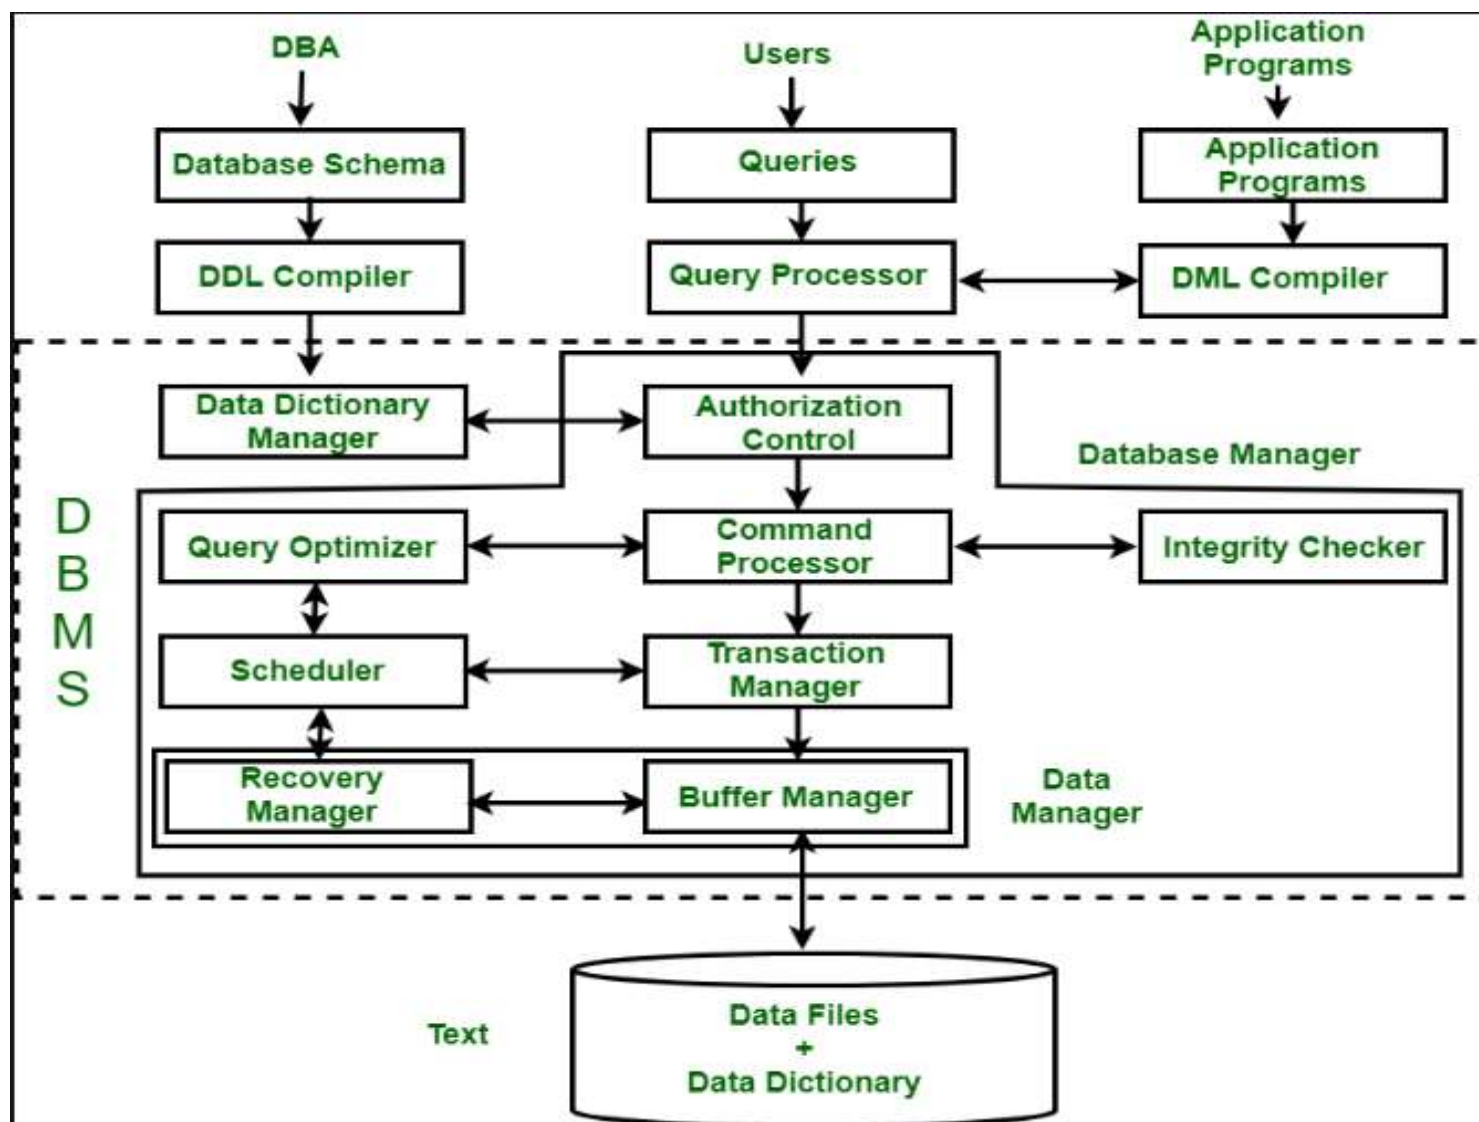 DBA
Users
Application
Programs
Database Schema
Queries
Application
Programs
DDL Compiler
Query Processor
DML Compiler
Data Dictionary
Manager
Authorization
Control
Database Manager
D
B
M
S
Query Optimizer
Command
Processor
Integrity Checker
Scheduler
Transaction
Manager
Recovery
Manager
Buffer Manager
Data
Manager
Text
Data Files
+
Data Dictionary